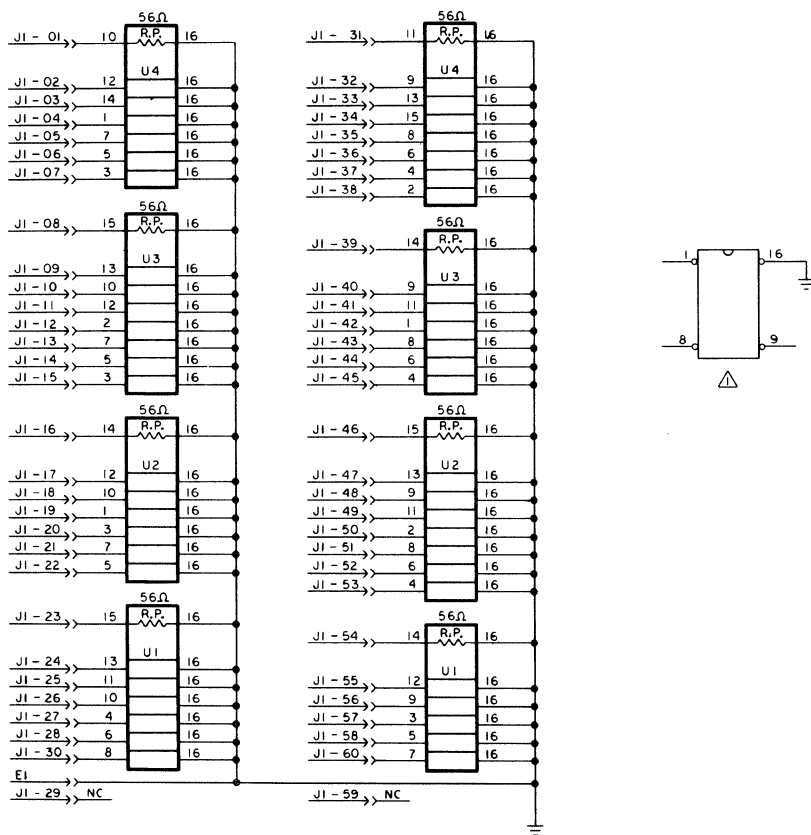 56Ω
J1 - 01 10 R.P. 16
U4
J1 - 02 12 16
J1 - 03 14 16
J1 - 04 1 16
J1 - 05 7 16
J1 - 06 5 16
J1 - 07 3 16
56Ω
J1 - 08 15 R.P. 16
U3
J1 - 09 13 16
J1 - 10 10 16
J1 - 11 12 16
J1 - 12 2 16
J1 - 13 7 16
J1 - 14 5 16
J1 - 15 3 16
56Ω
J1 - 16 14 R.P. 16
U2
J1 - 17 12 16
J1 - 18 10 16
J1 - 19 1 16
J1 - 20 3 16
J1 - 21 7 16
J1 - 22 5 16
56Ω
J1 - 23 15 R.P. 16
U1
J1 - 24 13 16
J1 - 25 11 16
J1 - 26 10 16
J1 - 27 4 16
J1 - 28 6 16
J1 - 30 8 16
E1
J1 - 29 NC
56Ω
J1 - 31 11 R.P. 16
U4
J1 - 32 9 16
J1 - 33 13 16
J1 - 34 15 16
J1 - 35 8 16
J1 - 36 6 16
J1 - 37 4 16
J1 - 38 2 16
56Ω
J1 - 39 14 R.P. 16
U3
J1 - 40 9 16
J1 - 41 11 16
J1 - 42 1 16
J1 - 43 8 16
J1 - 44 6 16
J1 - 45 4 16
56Ω
J1 - 46 15 R.P. 16
U2
J1 - 47 13 16
J1 - 48 9 16
J1 - 49 11 16
J1 - 50 2 16
J1 - 51 8 16
J1 - 52 6 16
J1 - 53 4 16
56Ω
J1 - 54 14 R.P. 16
U1
J1 - 55 12 16
J1 - 56 9 16
J1 - 57 3 16
J1 - 58 5 16
J1 - 60 7 16
J1 - 59 NC
1 16
8 9
1